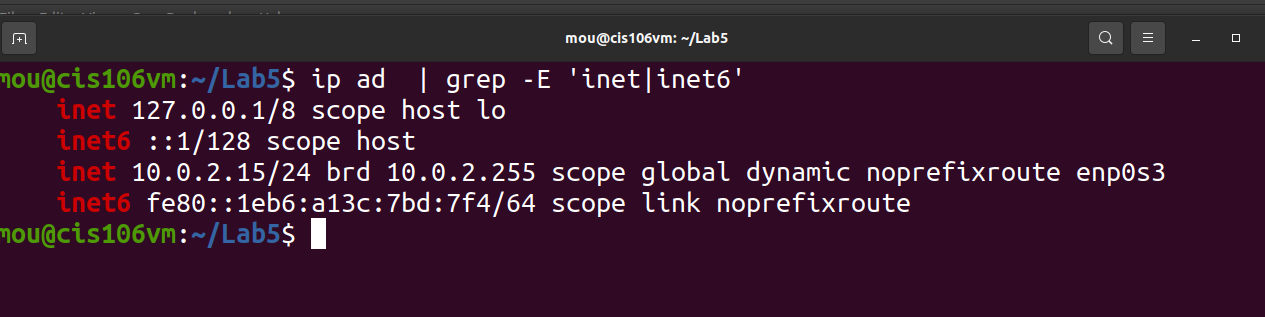 mou@cis106vm: ~/Lab5
mou@cis106vm:~/Lab5$ ip ad  | grep -E 'inet|inet6'
    inet 127.0.0.1/8 scope host lo
    inet6 ::1/128 scope host
    inet 10.0.2.15/24 brd 10.0.2.255 scope global dynamic noprefixroute enp0s3
    inet6 fe80::1eb6:a13c:7bd:7f4/64 scope link noprefixroute
mou@cis106vm:~/Lab5$